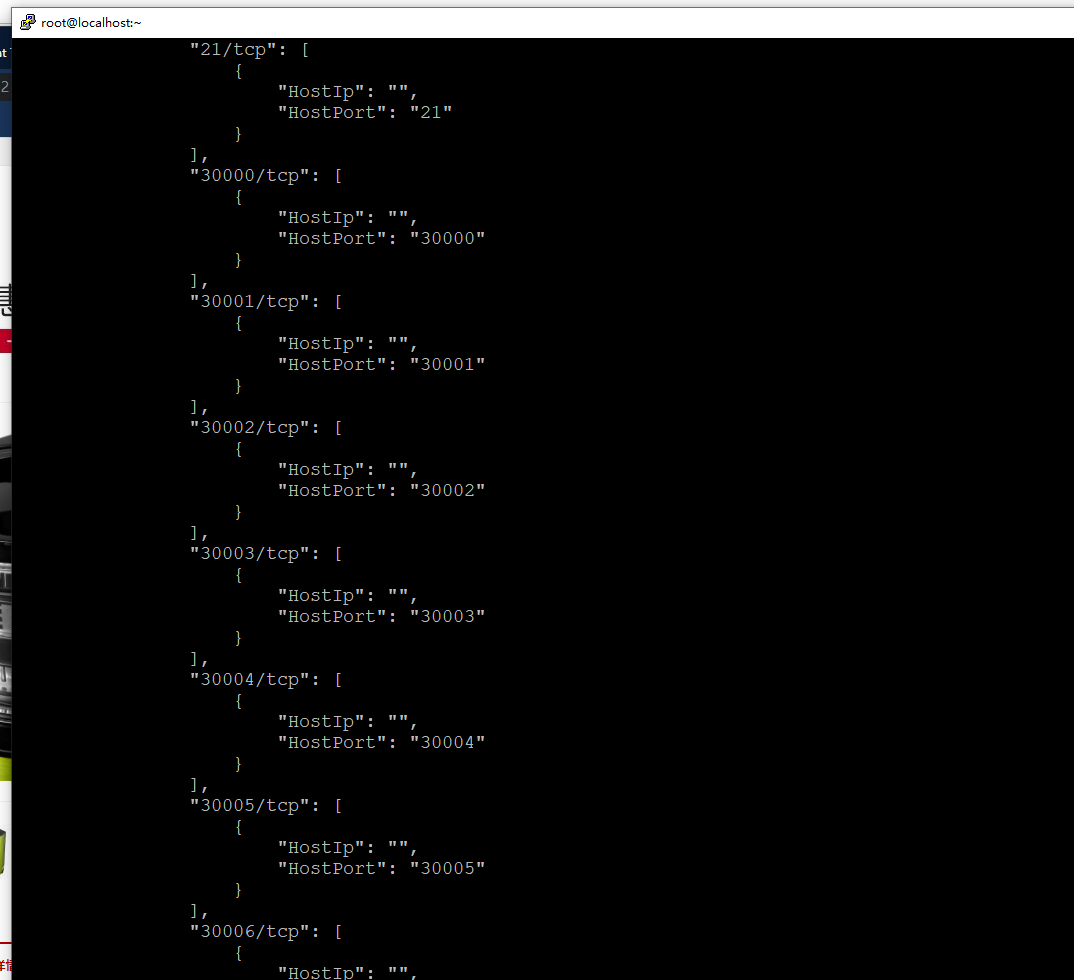 root@localhost:~
"21/tcp": [
{
"HostIp": "",
"HostPort": "21"
}
],
"30000/tcp": [
{
"HostIp": "",
"HostPort": "30000"
}
],
"30001/tcp": [
{
"HostIp": "",
"HostPort": "30001"
}
],
"30002/tcp": [
{
"HostIp": "",
"HostPort": "30002"
}
],
"30003/tcp": [
{
"HostIp": "",
"HostPort": "30003"
}
],
"30004/tcp": [
{
"HostIp": "",
"HostPort": "30004"
}
],
"30005/tcp": [
{
"HostIp": "",
"HostPort": "30005"
}
],
"30006/tcp": [
{
"HostIp": "",